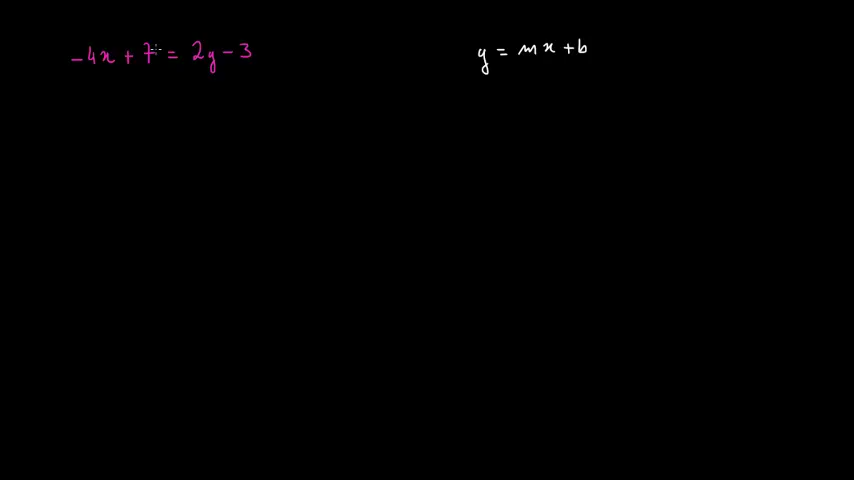 -4x + 7 = 2y - 3
y = mx + b